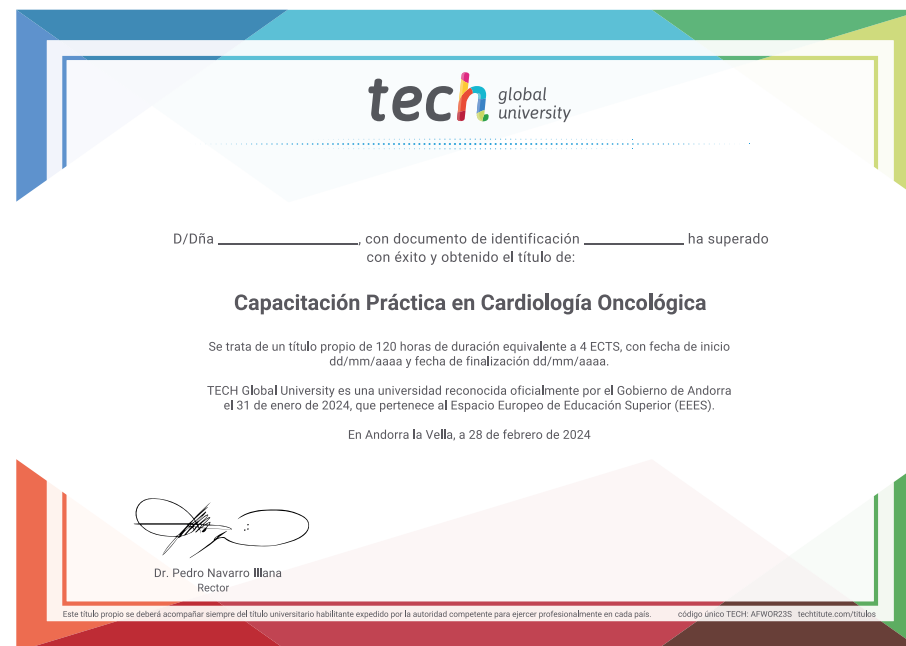 tech global university
D/Dña ____________________, con documento de identificación ______________ ha superado
con éxito y obtenido el título de:
Capacitación Práctica en Cardiología Oncológica
Se trata de un título propio de 120 horas de duración equivalente a 4 ECTS, con fecha de inicio
dd/mm/aaaa y fecha de finalización dd/mm/aaaa.
TECH Global University es una universidad reconocida oficialmente por el Gobierno de Andorra
el 31 de enero de 2024, que pertenece al Espacio Europeo de Educación Superior (EEES).
En Andorra la Vella, a 28 de febrero de 2024
Dr. Pedro Navarro Illana
Rector
Este título propio se deberá acompañar siempre del título universitario habilitante expedido por la autoridad competente para ejercer profesionalmente en cada país. código único TECH: AFWOR23S techtitute.com/titulos